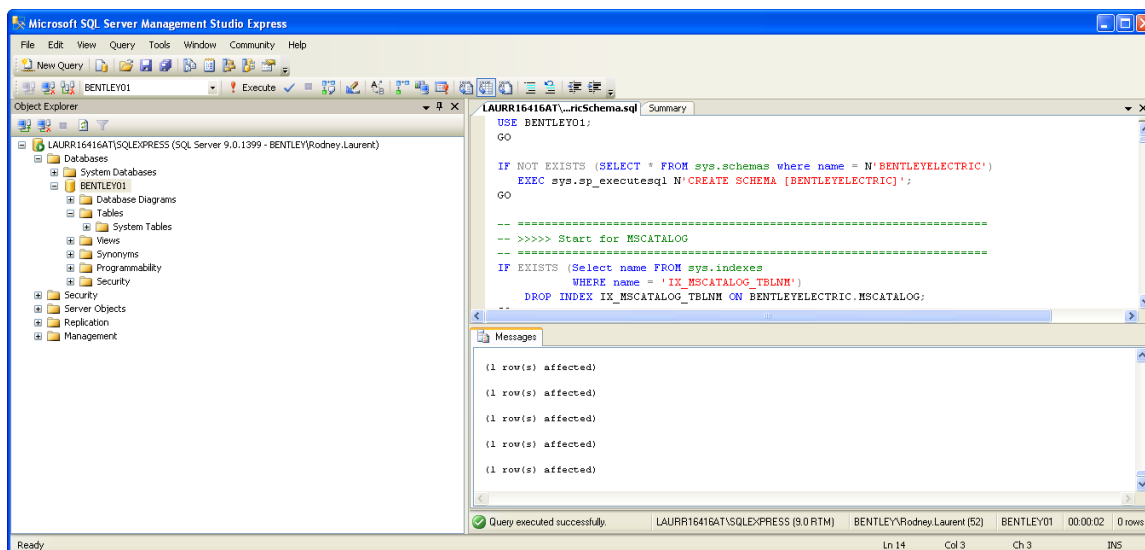 Microsoft SQL Server Management Studio Express
File Edit View Query Tools Window Community Help
New Query
BENTLEY01 Execute
Object Explorer
LAURR16416AT\SQLEXPRESS (SQL Server 9.0.1399 - BENTLEY\Rodney.Laurent)
Databases
System Databases
BENTLEY01
Database Diagrams
Tables
System Tables
Views
Synonyms
Programmability
Security
Security
Server Objects
Replication
Management
LAURR16416AT\...ricSchema.sql Summary
USE BENTLEY01;
GO
IF NOT EXISTS (SELECT * FROM sys.schemas where name = N'BENTLEYELECTRIC')
EXEC sys.sp_executesql N'CREATE SCHEMA [BENTLEYELECTRIC]';
GO
-- =====================================================================
-- >>>>> Start for MSCATALOG
-- =====================================================================
IF EXISTS (Select name FROM sys.indexes
WHERE name = 'IX_MSCATALOG_TBLNM')
DROP INDEX IX_MSCATALOG_TBLNM ON BENTLEYELECTRIC.MSCATALOG;
Messages
(1 row(s) affected)
(1 row(s) affected)
(1 row(s) affected)
(1 row(s) affected)
(1 row(s) affected)
Query executed successfully. LAURR16416AT\SQLEXPRESS (9.0 RTM) BENTLEY\Rodney.Laurent (52) BENTLEY01 00:00:02 0 rows
Ready Ln 14 Col 3 Ch 3 INS